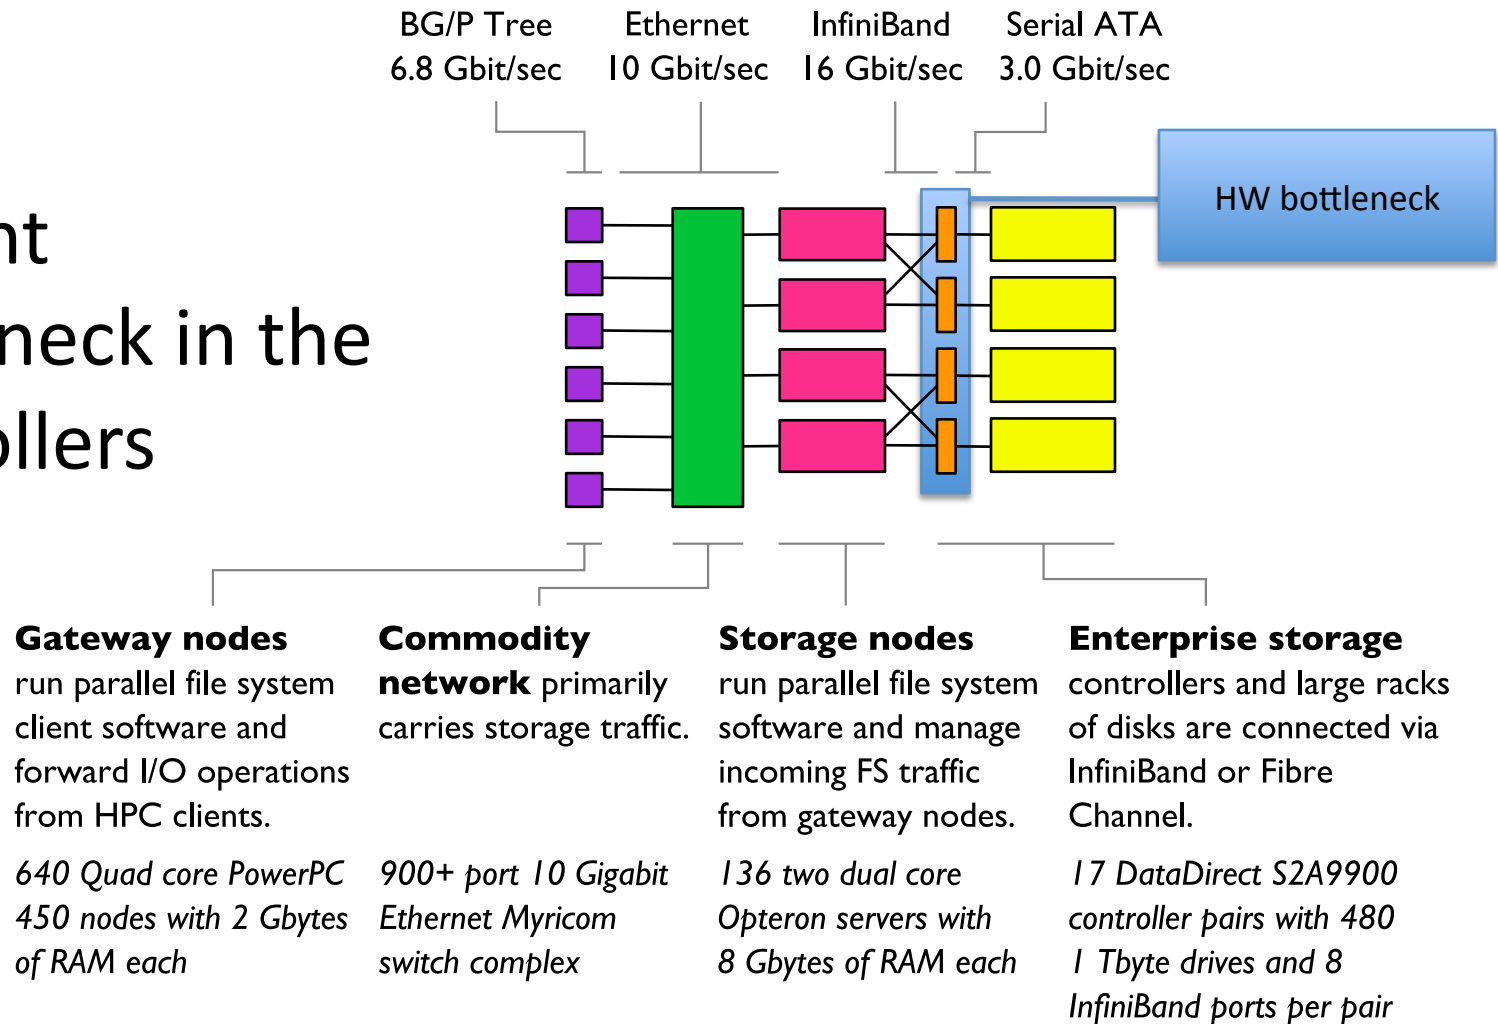 BG/P Tree
6.8 Gbit/sec
Ethernet
10 Gbit/sec
InfiniBand
16 Gbit/sec
Serial ATA
3.0 Gbit/sec
HW bottleneck
nt
neck in the
ollers
Gateway nodes
run parallel file system
client software and
forward I/O operations
from HPC clients.
640 Quad core PowerPC
450 nodes with 2 Gbytes
of RAM each
Commodity
network primarily
carries storage traffic.
900+ port 10 Gigabit
Ethernet Myricom
switch complex
Storage nodes
run parallel file system
software and manage
incoming FS traffic
from gateway nodes.
136 two dual core
Opteron servers with
8 Gbytes of RAM each
Enterprise storage
controllers and large racks
of disks are connected via
InfiniBand or Fibre
Channel.
17 DataDirect S2A9900
controller pairs with 480
1 Tbyte drives and 8
InfiniBand ports per pair